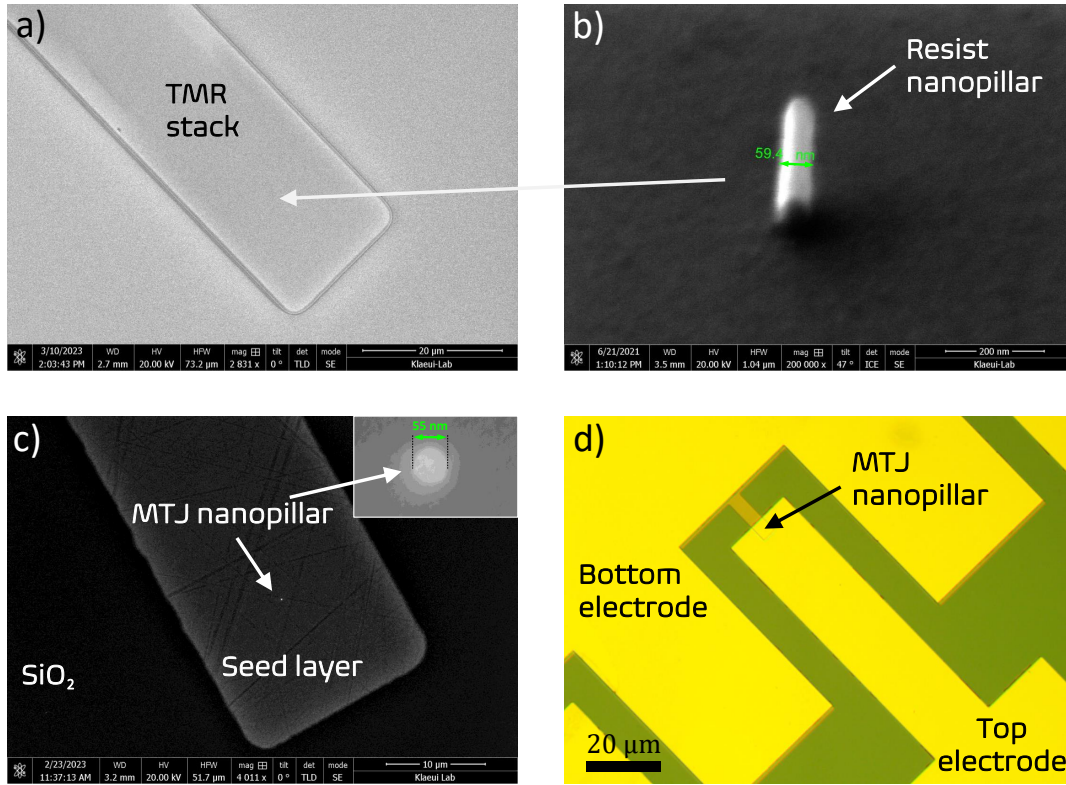 a)
TMR
stack
3/10/2023 WD HV HFW mag tilt det mode 20 µm
2:03:43 PM 2.7 mm 20.00 kV 73.2 µm 2 831 x 0 ° TLD SE Klaeui-Lab
b)
Resist
nanopillar
59.4 nm
6/21/2021 WD HV HFW mag tilt det mode 200 nm
1:10:12 PM 3.5 mm 20.00 kV 1.04 µm 200 000 x 47 ° ICE SE Klaeui-Lab
c)
55 nm
MTJ nanopillar
Seed layer
SiO₂
2/23/2023 WD HV HFW mag tilt det mode 10 µm
11:37:13 AM 3.2 mm 20.00 kV 51.7 µm 4 011 x 0 ° TLD SE Klaeui Lab
d)
MTJ
nanopillar
Bottom
electrode
Top
electrode
20 µm